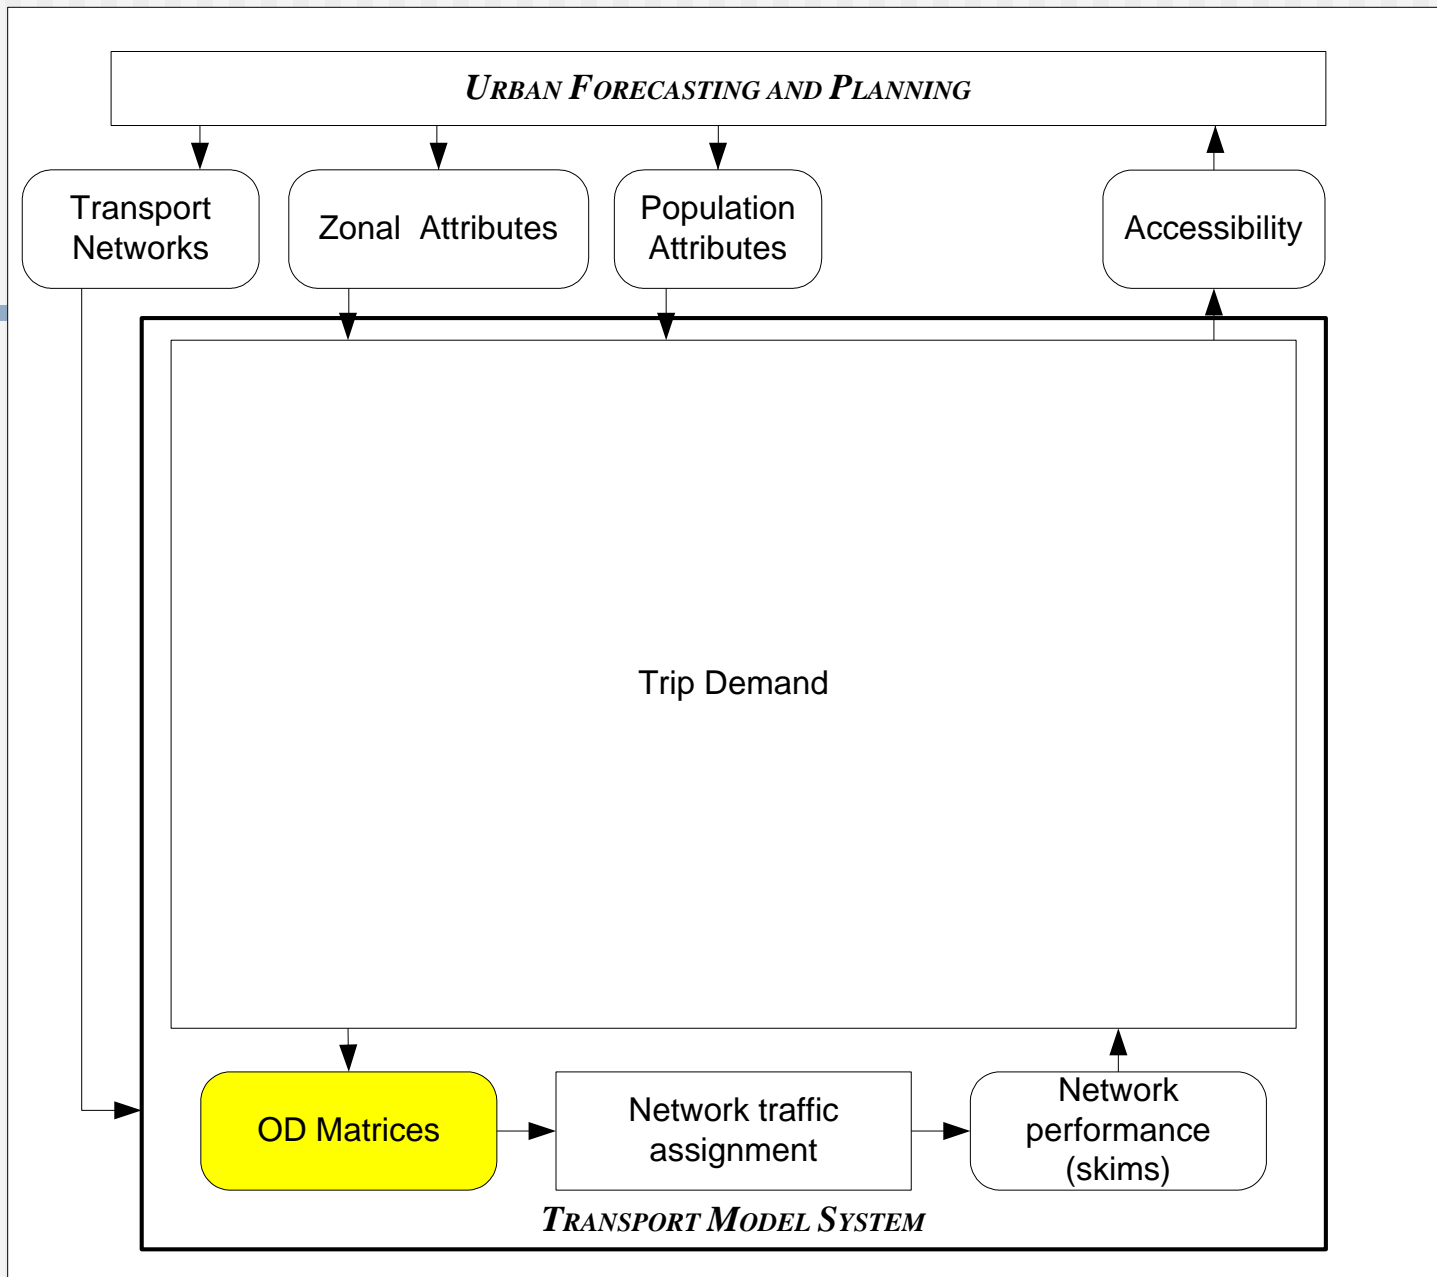 URBAN FORECASTING AND PLANNING
Transport
Networks
Zonal Attributes
Population
Attributes
Accessibility
Trip Demand
OD Matrices
Network traffic
assignment
Network
performance
(skims)
TRANSPORT MODEL SYSTEM